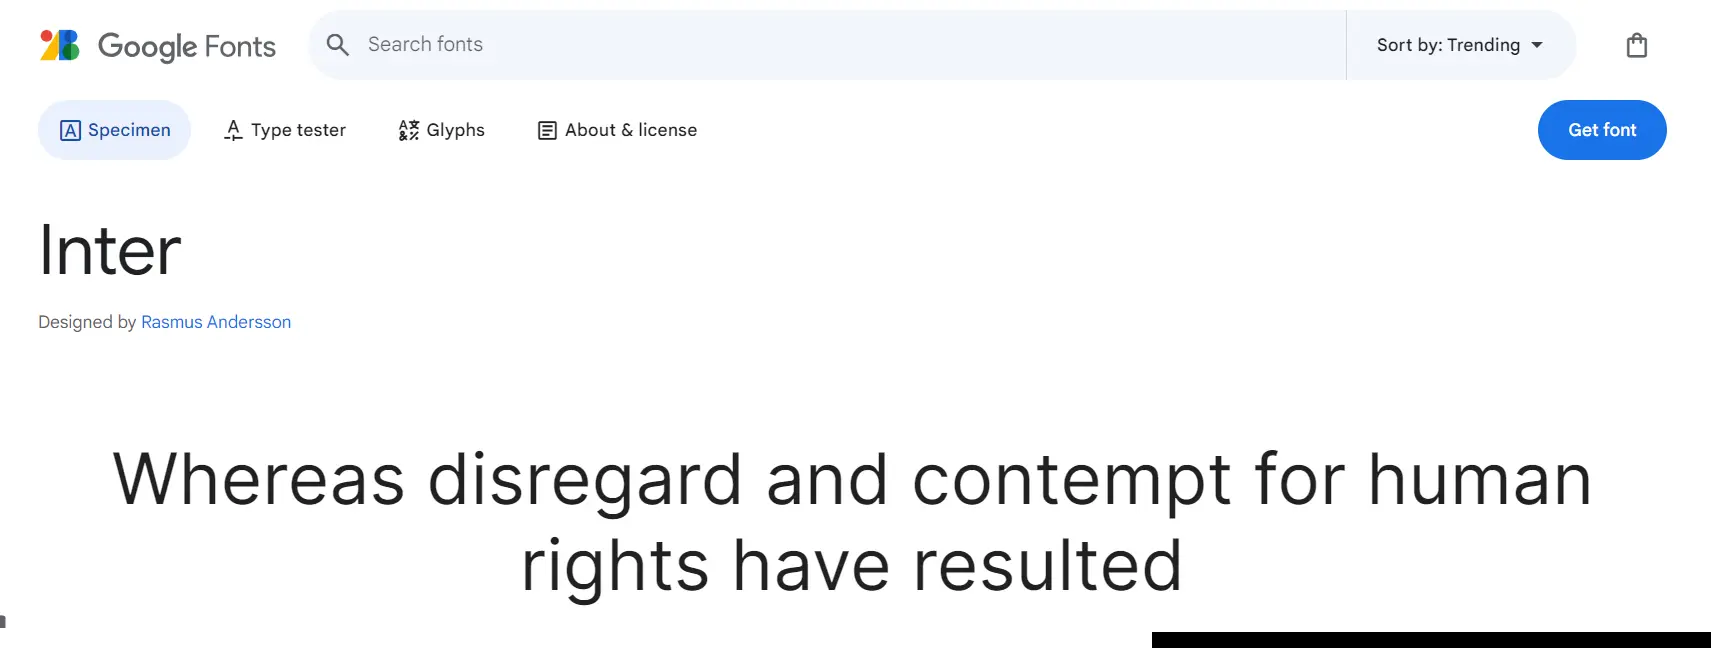 Google Fonts
Search fonts
Sort by: Trending
Specimen
Type tester
Glyphs
About & license
Get font
Inter
Designed by Rasmus Andersson
Whereas disregard and contempt for human
rights have resulted